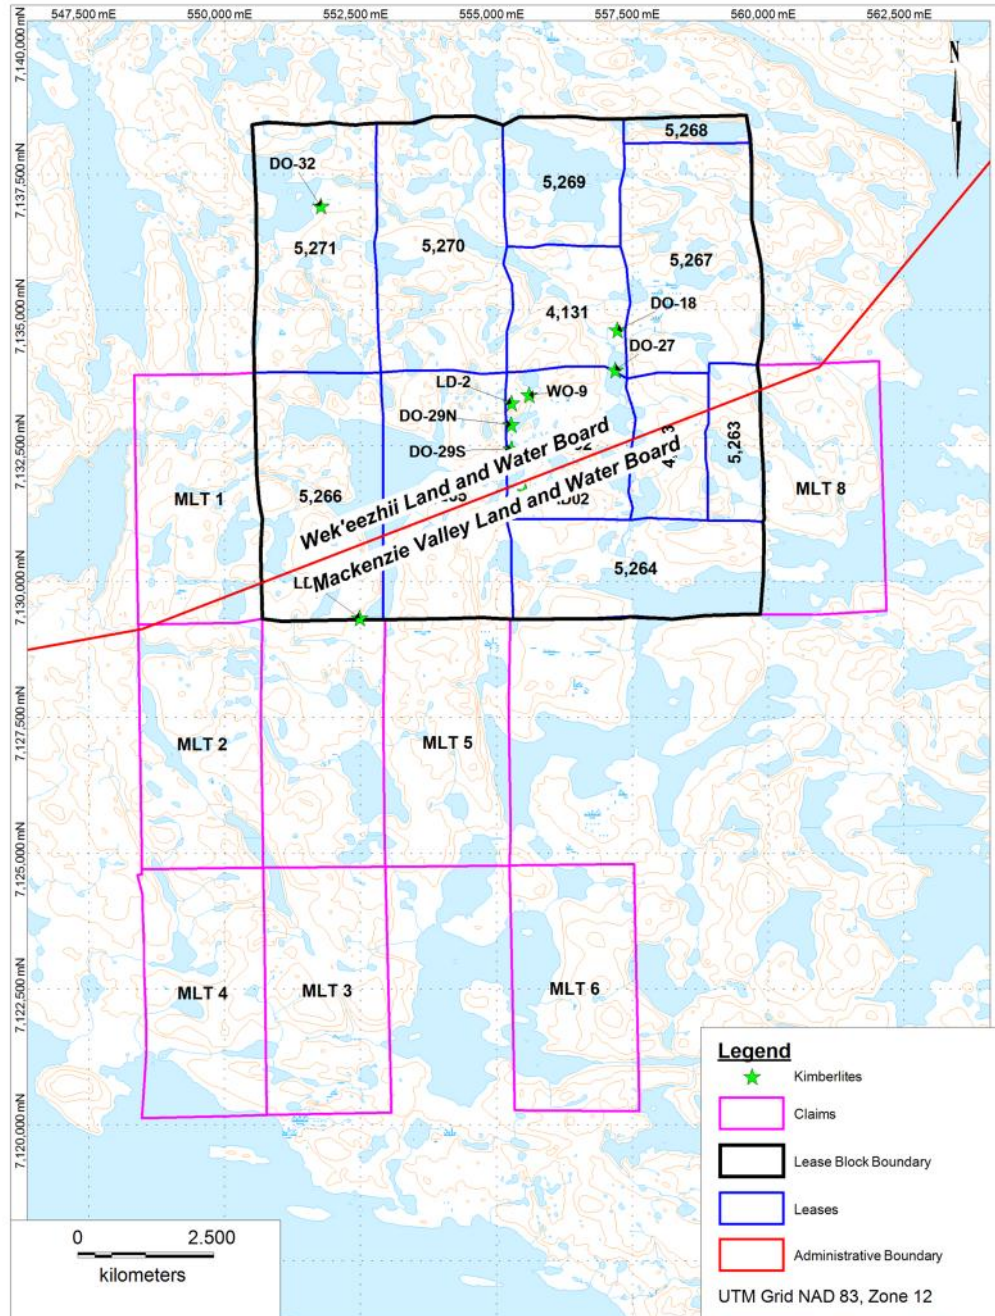 547,500 mE
550,000 mE
552,500 mE
555,000 mE
557,500 mE
560,000 mE
562,500 mE
7,140,000 mN
7,137,500 mN
7,135,000 mN
7,132,500 mN
7,130,000 mN
7,127,500 mN
7,125,000 mN
7,122,500 mN
7,120,000 mN
N
5,268
DO-32
5,269
5,271
5,270
5,267
4,131
DO-18
DO-27
LD-2
WO-9
DO-29N
DO-29S
5,263
MLT 1
5,266
MLT 8
Wek'eezhii Land and Water Board
Mackenzie Valley Land and Water Board
5,264
MLT 2
MLT 5
MLT 4
MLT 3
MLT 6
Legend
Kimberlites
Claims
Lease Block Boundary
Leases
Administrative Boundary
UTM Grid NAD 83, Zone 12
0 2.500
kilometers